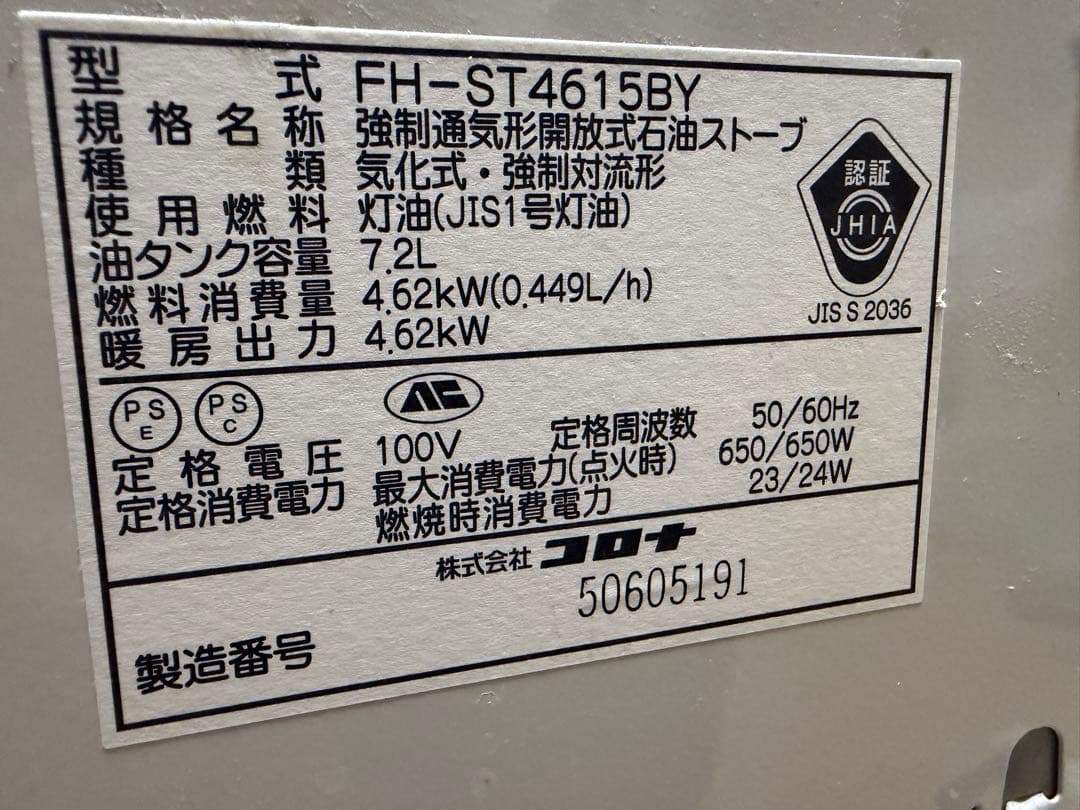 型式 FH-ST4615BY
規格名称 強制通気形開放式石油ストーブ
種類 気化式・強制対流形
使用燃料 灯油(JIS1号灯油)
油タンク容量 7.2L
燃料消費量 4.62kW(0.449L/h)
暖房出力 4.62kW
認証
JHIA
JIS S 2036
PS
E
PS
C
定格電圧 100V 定格周波数 50/60Hz
定格消費電力 最大消費電力(点火時) 650/650W
燃焼時消費電力 23/24W
株式会社 コロナ
製造番号 50605191